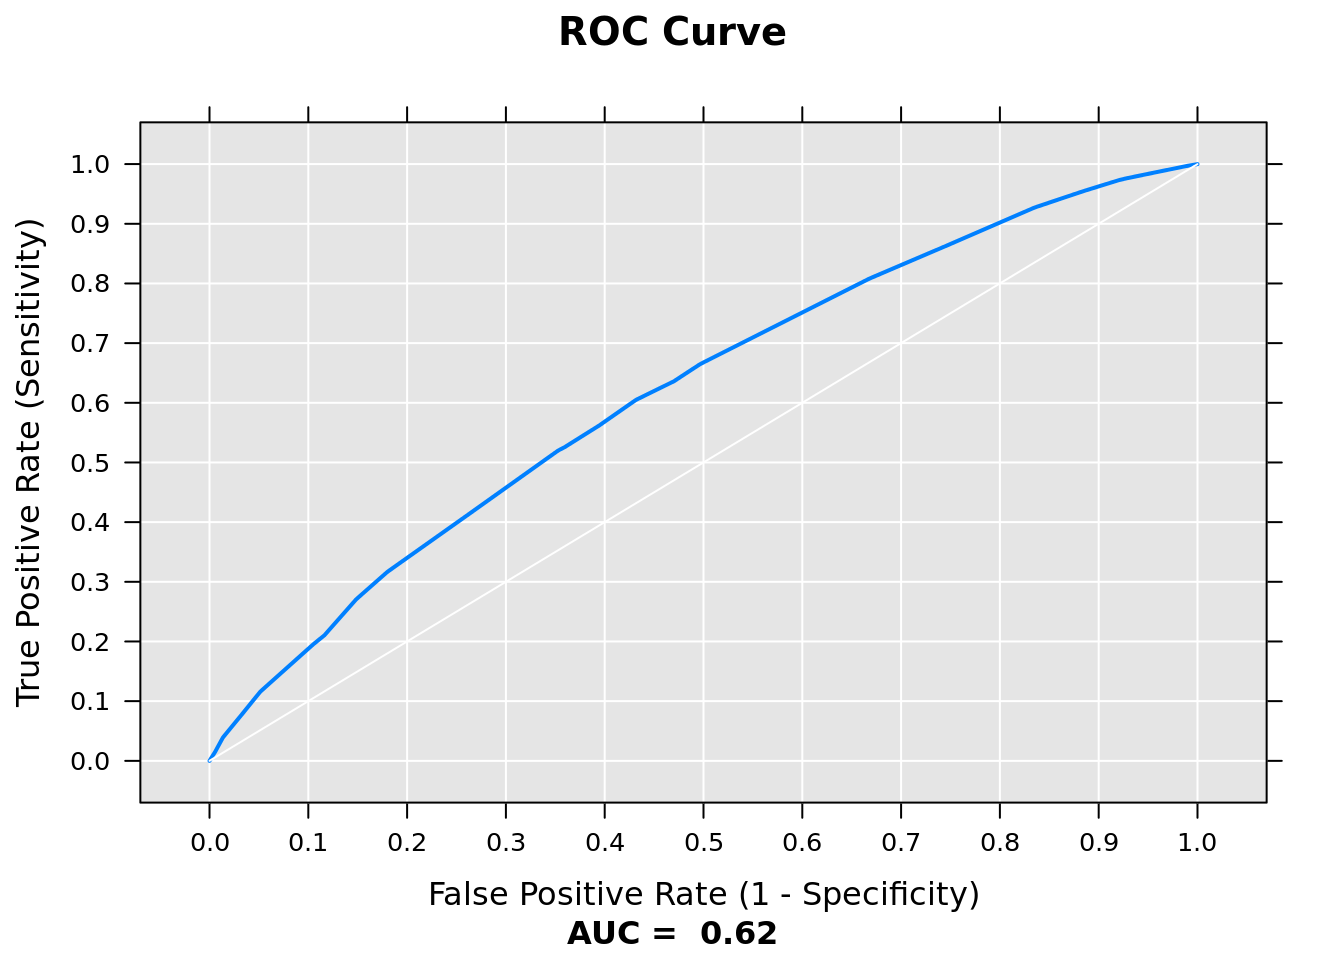 ROC Curve
True Positive Rate (Sensitivity)
1.0
0.9
0.8
0.7
0.6
0.5
0.4
0.3
0.2
0.1
0.0
0.0 0.1 0.2 0.3 0.4 0.5 0.6 0.7 0.8 0.9 1.0
False Positive Rate (1 - Specificity)
AUC = 0.62